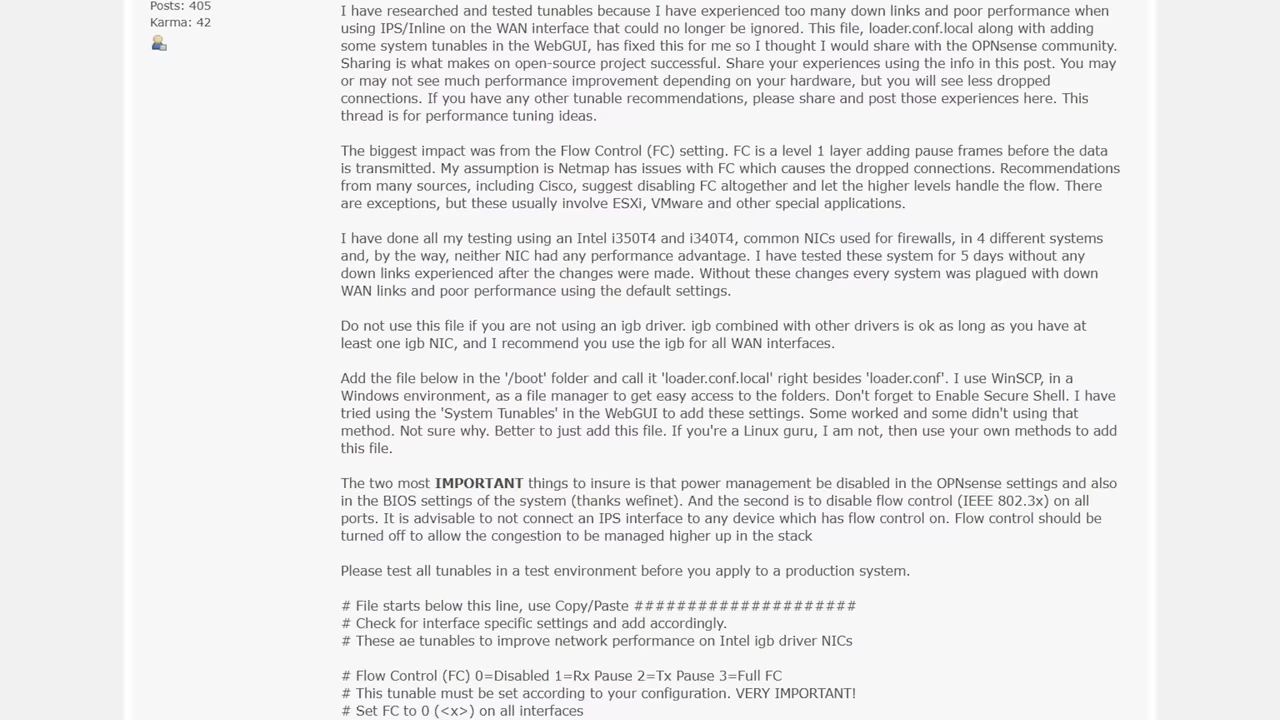 Posts: 405
Karma: 42
I have researched and tested tunables because I have experienced too many down links and poor performance when
using IPS/Inline on the WAN interface that could no longer be ignored. This file, loader.conf.local along with adding
some system tunables in the WebGUI, has fixed this for me so I thought I would share with the OPNsense community.
Sharing is what makes on open-source project successful. Share your experiences using the info in this post. You may
or may not see much performance improvement depending on your hardware, but you will see less dropped
connections. If you have any other tunable recommendations, please share and post those experiences here. This
thread is for performance tuning ideas.
The biggest impact was from the Flow Control (FC) setting. FC is a level 1 layer adding pause frames before the data
is transmitted. My assumption is Netmap has issues with FC which causes the dropped connections. Recommendations
from many sources, including Cisco, suggest disabling FC altogether and let the higher levels handle the flow. There
are exceptions, but these usually involve ESXi, VMware and other special applications.
I have done all my testing using an Intel i350T4 and i340T4, common NICs used for firewalls, in 4 different systems
and, by the way, neither NIC had any performance advantage. I have tested these system for 5 days without any
down links experienced after the changes were made. Without these changes every system was plagued with down
WAN links and poor performance using the default settings.
Do not use this file if you are not using an igb driver. igb combined with other drivers is ok as long as you have at
least one igb NIC, and I recommend you use the igb for all WAN interfaces.
Add the file below in the '/boot' folder and call it 'loader.conf.local' right besides 'loader.conf'. I use WinSCP, in a
Windows environment, as a file manager to get easy access to the folders. Don't forget to Enable Secure Shell. I have
tried using the 'System Tunables' in the WebGUI to add these settings. Some worked and some didn't using that
method. Not sure why. Better to just add this file. If you're a Linux guru, I am not, then use your own methods to add
this file.
The two most IMPORTANT things to insure is that power management be disabled in the OPNsense settings and also
in the BIOS settings of the system (thanks wefinet). And the second is to disable flow control (IEEE 802.3x) on all
ports. It is advisable to not connect an IPS interface to any device which has flow control on. Flow control should be
turned off to allow the congestion to be managed higher up in the stack
Please test all tunables in a test environment before you apply to a production system.
# File starts below this line, use Copy/Paste #####################
# Check for interface specific settings and add accordingly.
# These ae tunables to improve network performance on Intel igb driver NICs
# Flow Control (FC) 0=Disabled 1=Rx Pause 2=Tx Pause 3=Full FC
# This tunable must be set according to your configuration. VERY IMPORTANT!
# Set FC to 0 (<x>) on all interfaces